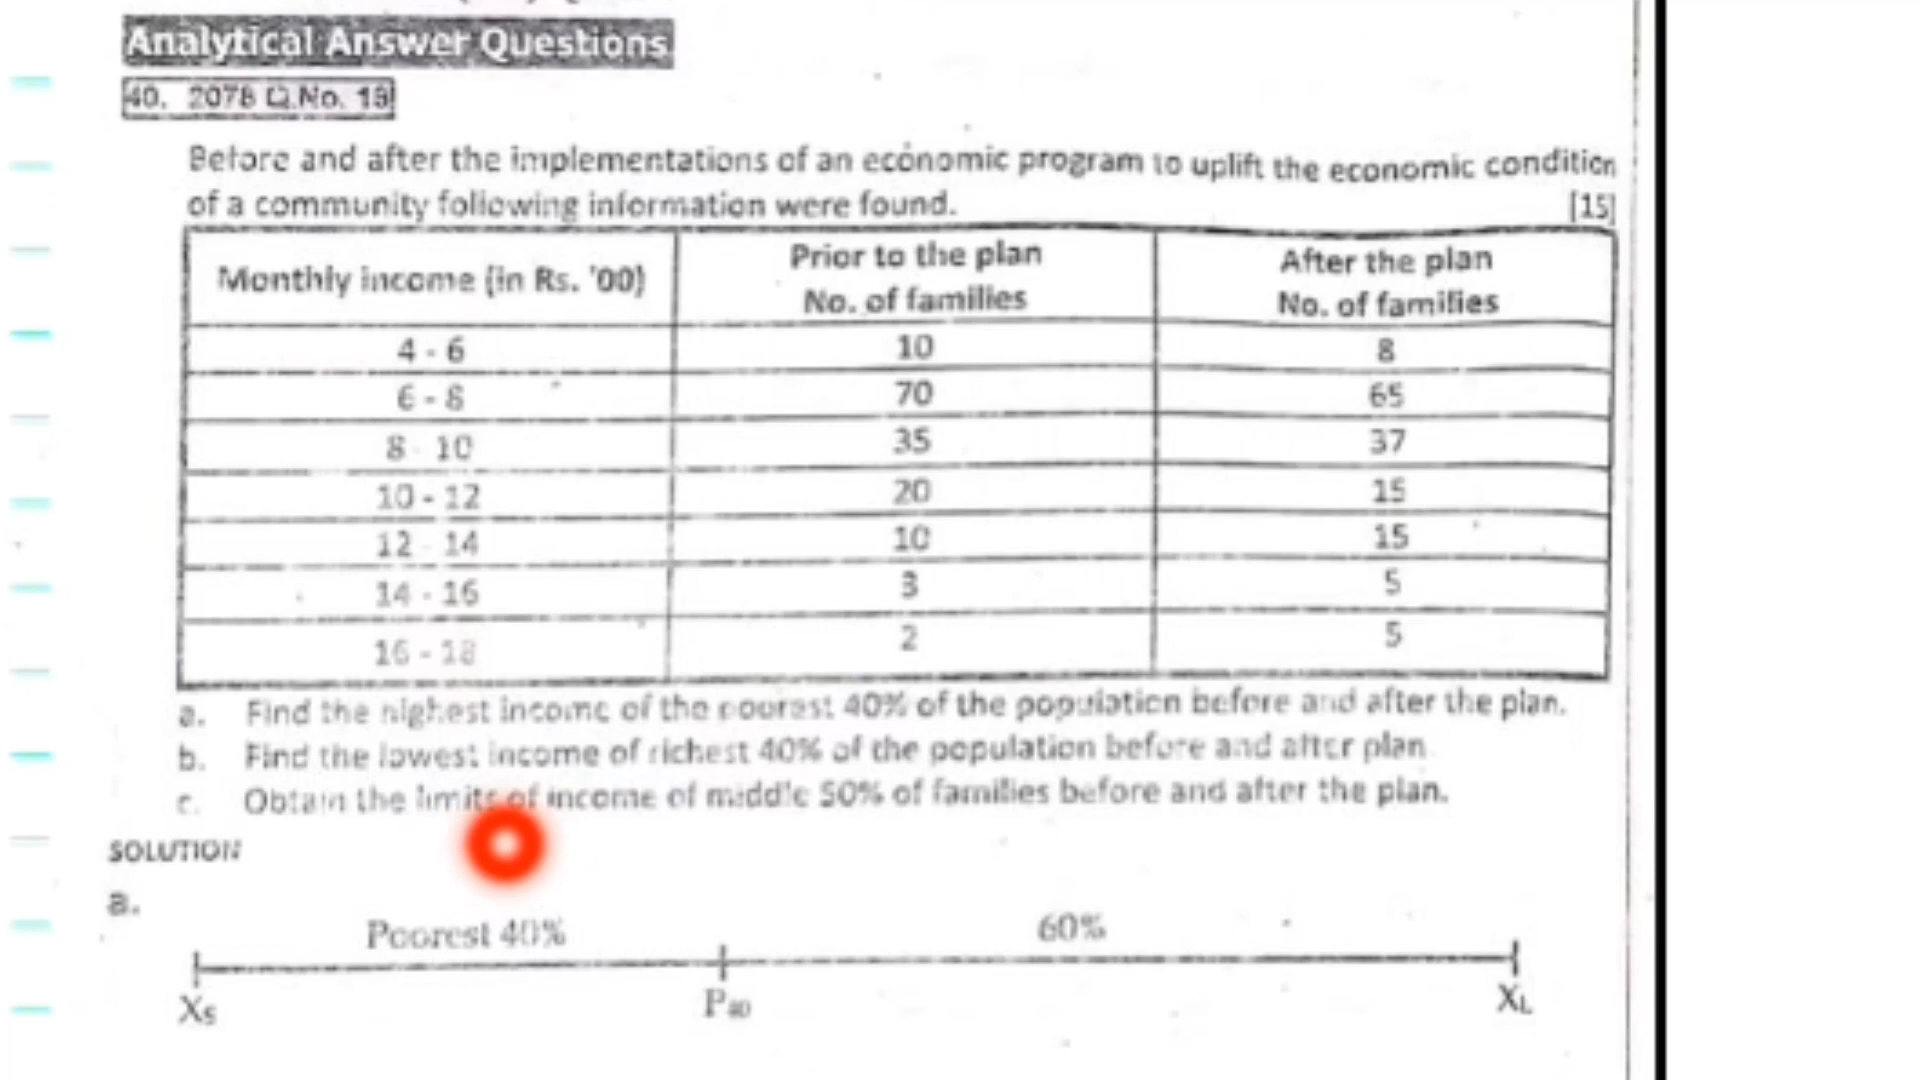 Analytical Answer Questions
40. 2078 Q.No. 18
Before and after the implementations of an economic program to uplift the economic condition
of a community following information were found. [15]
Monthly income (in Rs. '00) Prior to the plan No. of families After the plan No. of families
4 - 6 10 8
6 - 8 70 65
8 - 10 35 37
10 - 12 20 15
12 - 14 10 15
14 - 16 3 5
16 - 18 2 5
a. Find the highest income of the poorest 40% of the population before and after the plan.
b. Find the lowest income of richest 40% of the population before and after plan
c. Obtain the limits of income of middle 50% of families before and after the plan.
SOLUTION
a.
Poorest 40% 60%
Xs P40 XL